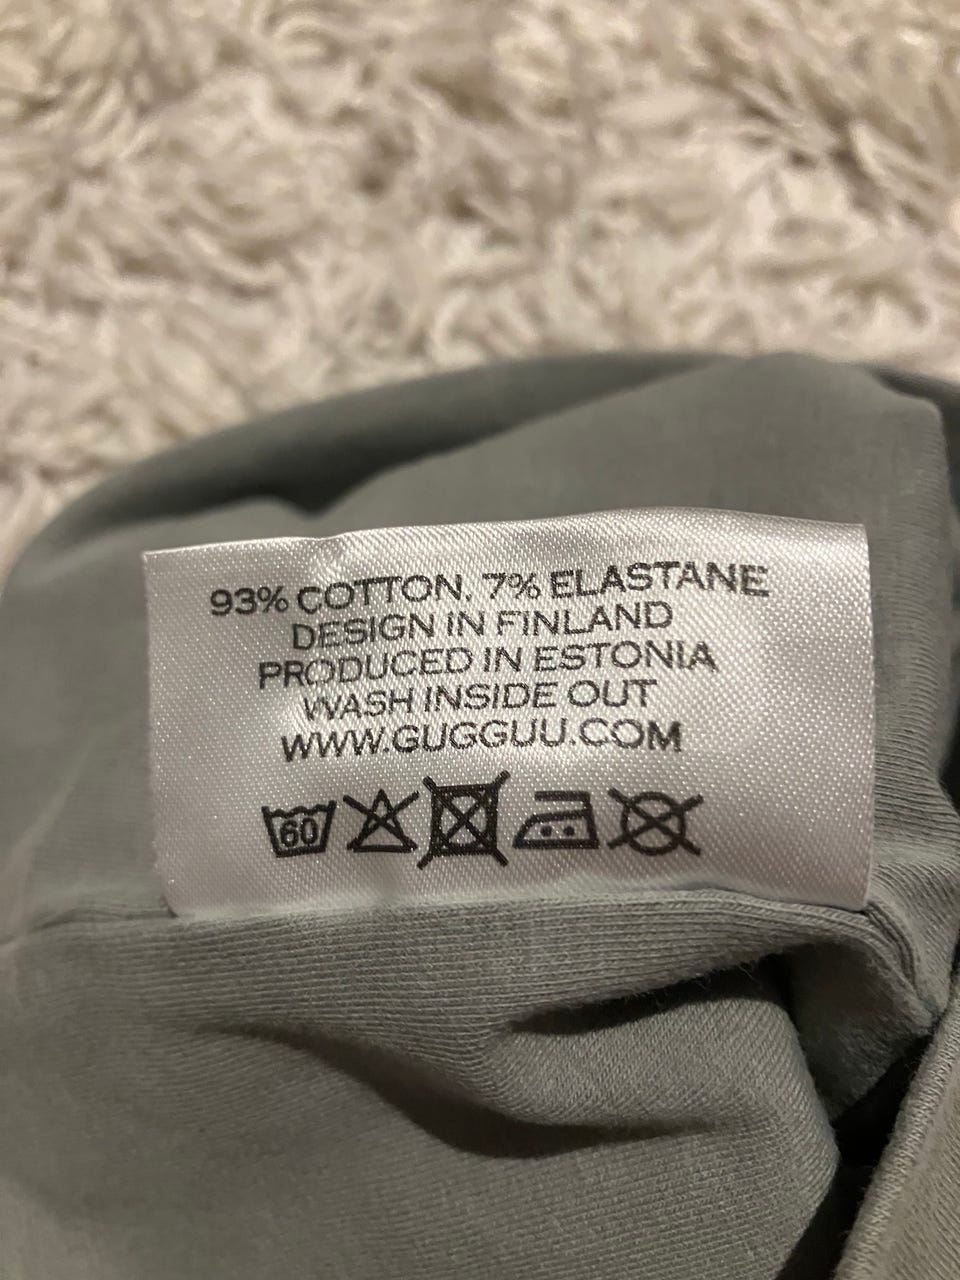 93% COTTON, 7% ELASTANE
DESIGN IN FINLAND
PRODUCED IN ESTONIA
WASH INSIDE OUT
WWW.GUGGUU.COM
60